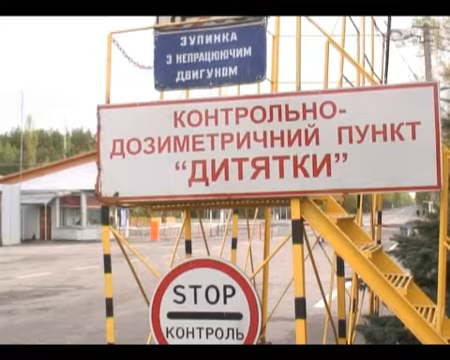 ЗУПИНКА
З НЕПРАЦЮЮЧИМ
ДВИГУНОМ
КОНТРОЛЬНО-
ДОЗИМЕТРИЧНИЙ ПУНКТ
“ДИТЯТКИ”
STOP
КОНТРОЛЬ